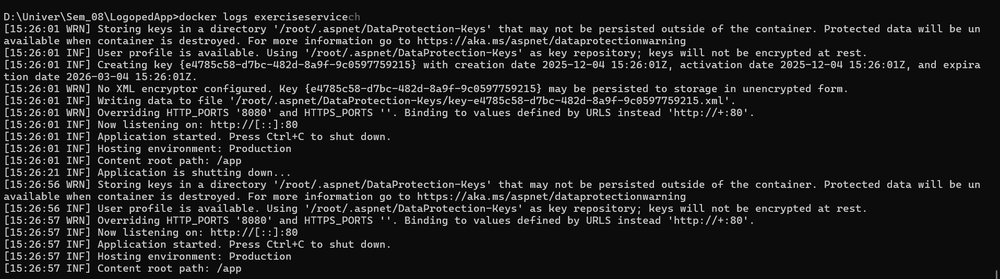 D:\Univer\Sem_08\LogopedApp>docker logs exerciseservicech
[15:26:01 WRN] Storing keys in a directory '/root/.aspnet/DataProtection-Keys' that may not be persisted outside of the container. Protected data will be un
available when container is destroyed. For more information go to https://aka.ms/aspnet/dataprotectionwarning
[15:26:01 INF] User profile is available. Using '/root/.aspnet/DataProtection-Keys' as key repository; keys will not be encrypted at rest.
[15:26:01 INF] Creating key {e4785c58-d7bc-482d-8a9f-9c0597759215} with creation date 2025-12-04 15:26:01Z, activation date 2025-12-04 15:26:01Z, and expira
tion date 2026-03-04 15:26:01Z.
[15:26:01 WRN] No XML encryptor configured. Key {e4785c58-d7bc-482d-8a9f-9c0597759215} may be persisted to storage in unencrypted form.
[15:26:01 INF] Writing data to file '/root/.aspnet/DataProtection-Keys/key-e4785c58-d7bc-482d-8a9f-9c0597759215.xml'.
[15:26:01 WRN] Overriding HTTP_PORTS '8080' and HTTPS_PORTS ''. Binding to values defined by URLS instead 'http://+:80'.
[15:26:01 INF] Now listening on: http://[::]:80
[15:26:01 INF] Application started. Press Ctrl+C to shut down.
[15:26:01 INF] Hosting environment: Production
[15:26:01 INF] Content root path: /app
[15:26:21 INF] Application is shutting down...
[15:26:56 WRN] Storing keys in a directory '/root/.aspnet/DataProtection-Keys' that may not be persisted outside of the container. Protected data will be un
available when container is destroyed. For more information go to https://aka.ms/aspnet/dataprotectionwarning
[15:26:56 INF] User profile is available. Using '/root/.aspnet/DataProtection-Keys' as key repository; keys will not be encrypted at rest.
[15:26:57 WRN] Overriding HTTP_PORTS '8080' and HTTPS_PORTS ''. Binding to values defined by URLS instead 'http://+:80'.
[15:26:57 INF] Now listening on: http://[::]:80
[15:26:57 INF] Application started. Press Ctrl+C to shut down.
[15:26:57 INF] Hosting environment: Production
[15:26:57 INF] Content root path: /app